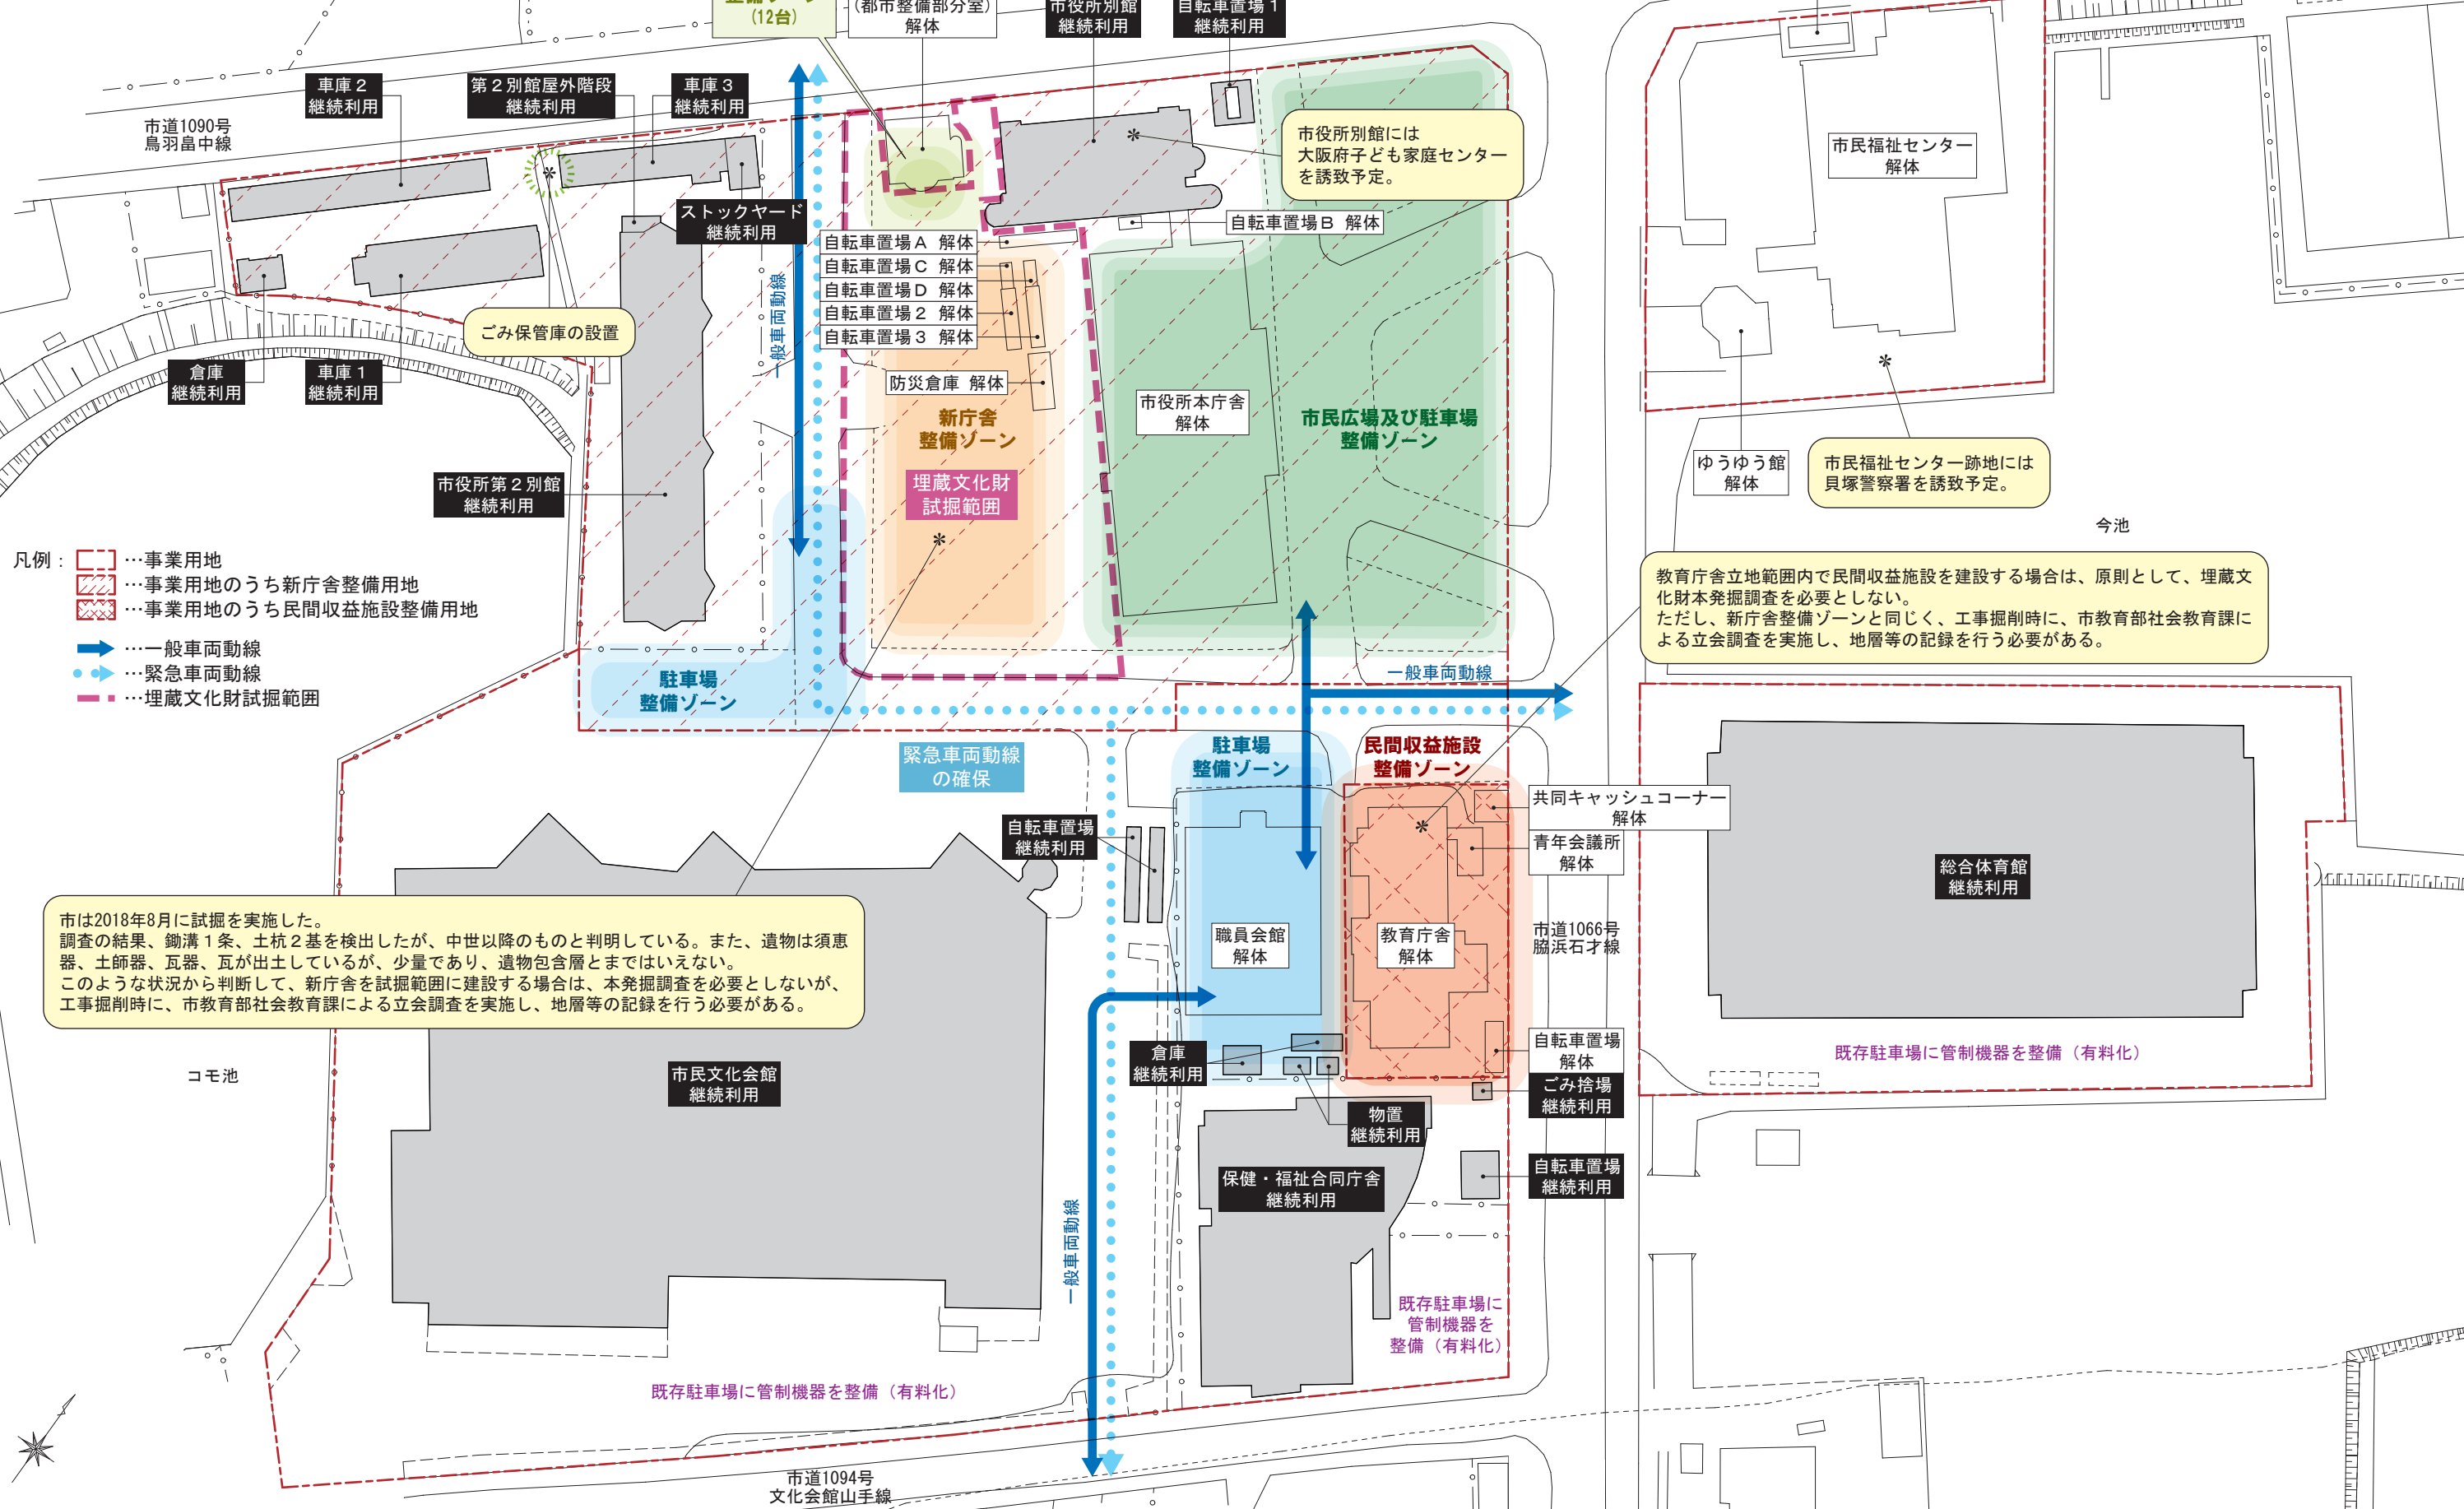 整備ゾーン
(12台)
(都市整備部分室)
解体
市役所別館
継続利用
自転車置場1
継続利用
車庫2
継続利用
第2別館屋外階段
継続利用
車庫3
継続利用
市道1090号
鳥羽畠中線
市役所別館には
大阪府子ども家庭センター
を誘致予定。
市民福祉センター
解体
ストックヤード
継続利用
自転車置場B 解体
自転車置場A 解体
自転車置場C 解体
自転車置場D 解体
自転車置場2 解体
自転車置場3 解体
一般車両動線
ごみ保管庫の設置
倉庫
継続利用
車庫1
継続利用
防災倉庫 解体
市役所本庁舎
解体
新庁舎
整備ゾーン
市民広場及び駐車場
整備ゾーン
埋蔵文化財
試掘範囲
市役所第2別館
継続利用
ゆうゆう館
解体
市民福祉センター跡地には
貝塚警察署を誘致予定。
今池
凡例:
…事業用地
…事業用地のうち新庁舎整備用地
…事業用地のうち民間収益施設整備用地
…一般車両動線
…緊急車両動線
…埋蔵文化財試掘範囲
教育庁舎立地範囲内で民間収益施設を建設する場合は、原則として、埋蔵文
化財本発掘調査を必要としない。
ただし、新庁舎整備ゾーンと同じく、工事掘削時に、市教育部社会教育課に
よる立会調査を実施し、地層等の記録を行う必要がある。
駐車場
整備ゾーン
一般車両動線
緊急車両動線
の確保
駐車場
整備ゾーン
民間収益施設
整備ゾーン
共同キャッシュコーナー
解体
青年会議所
解体
自転車置場
継続利用
総合体育館
継続利用
市は2018年8月に試掘を実施した。
調査の結果、鋤溝1条、土杭2基を検出したが、中世以降のものと判明している。また、遺物は須恵
器、土師器、瓦器、瓦が出土しているが、少量であり、遺物包含層とまではいえない。
このような状況から判断して、新庁舎を試掘範囲に建設する場合は、本発掘調査を必要としないが、
工事掘削時に、市教育部社会教育課による立会調査を実施し、地層等の記録を行う必要がある。
職員会館
解体
教育庁舎
解体
市道1066号
脇浜石才線
コモ池
市民文化会館
継続利用
倉庫
継続利用
自転車置場
解体
ごみ捨場
継続利用
既存駐車場に管制機器を整備(有料化)
物置
継続利用
保健・福祉合同庁舎
継続利用
自転車置場
継続利用
一般車両動線
既存駐車場に
管制機器を
整備(有料化)
既存駐車場に管制機器を整備(有料化)
市道1094号
文化会館山手線